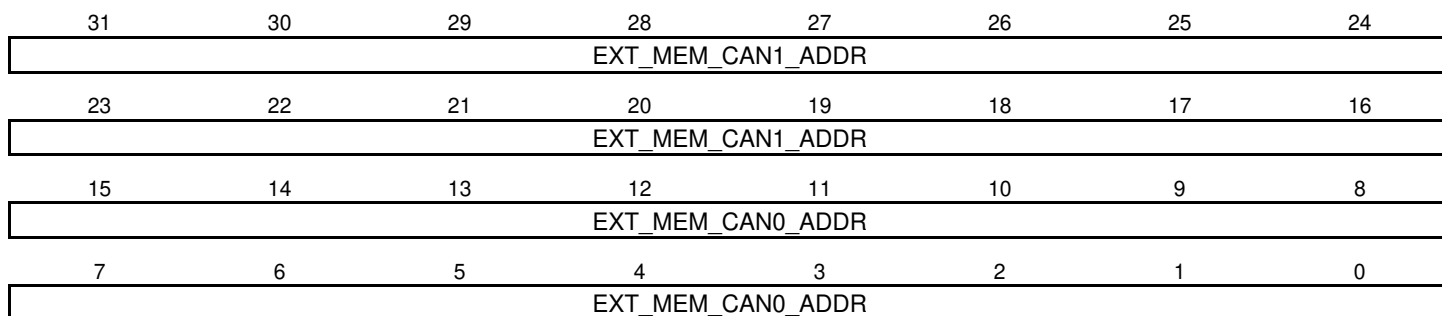 31 30 29 28 27 26 25 24
EXT_MEM_CAN1_ADDR
23 22 21 20 19 18 17 16
EXT_MEM_CAN1_ADDR
15 14 13 12 11 10 9 8
EXT_MEM_CAN0_ADDR
7 6 5 4 3 2 1 0
EXT_MEM_CAN0_ADDR